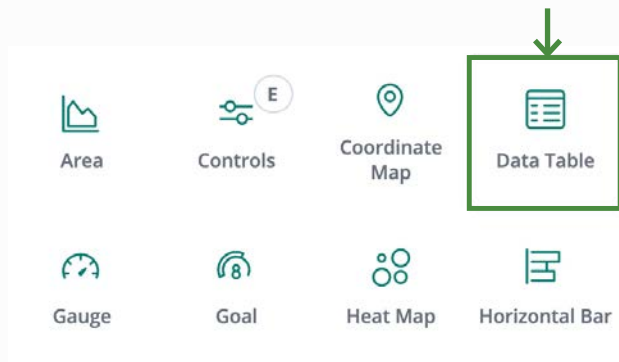 E
Area
Controls
Coordinate
Map
Data Table
8
Gauge
Goal
Heat Map
Horizontal Bar